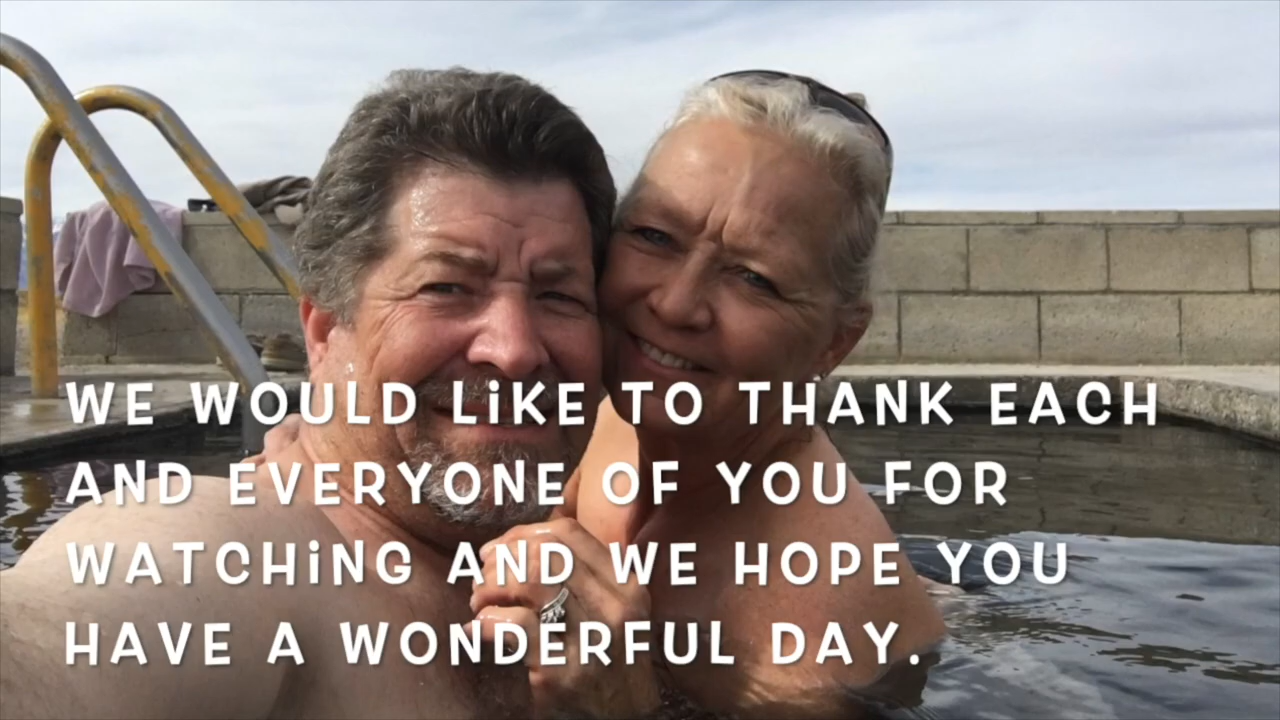 WE WOULD LiKE TO THANK EACH
AND EVERYONE OF YOU FOR
WATCHiNG AND WE HOPE YOU
HAVE A WONDERFUL DAY.